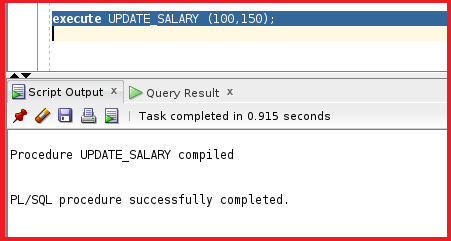 execute UPDATE_SALARY (100,150);
Script Output x Query Result x
Task completed in 0.915 seconds
Procedure UPDATE_SALARY compiled
PL/SQL procedure successfully completed.